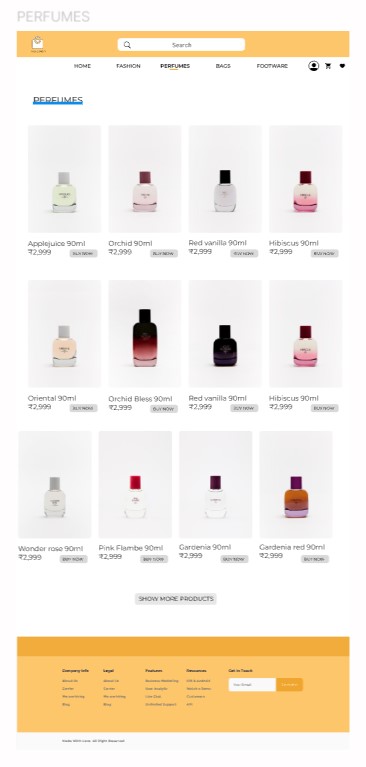 PERFUMES
Search
HOME FASHION PERFUMES BAGS FOOTWARE
PERFUMES
Applejuice 90ml Orchid 90ml Red vanilla 90ml Hibiscus 90ml
₹2,999 BUY NOW ₹2,999 BUY NOW ₹2,999 BUY NOW ₹2,999 BUY NOW
Oriental 90ml Orchid Bless 90ml Red vanilla 90ml Hibiscus 90ml
₹2,999 BUY NOW ₹2,999 BUY NOW ₹2,999 BUY NOW ₹2,999 BUY NOW
Wonder rose 90ml Pink Flambe 90ml Gardenia 90ml Gardenia red 90ml
₹2,999 BUY NOW ₹2,999 BUY NOW ₹2,999 BUY NOW ₹2,999 BUY NOW
SHOW MORE PRODUCTS
Company Info Legal Features Resources Get In Touch
About Us About Us Business Marketing IOS & Android Your Email
Carrier Carrier User Analytic Watch a Demo
We are hiring We are hiring Live Chat Customers
Blog Blog Unlimited Support API
Made With Love All Right Reserved